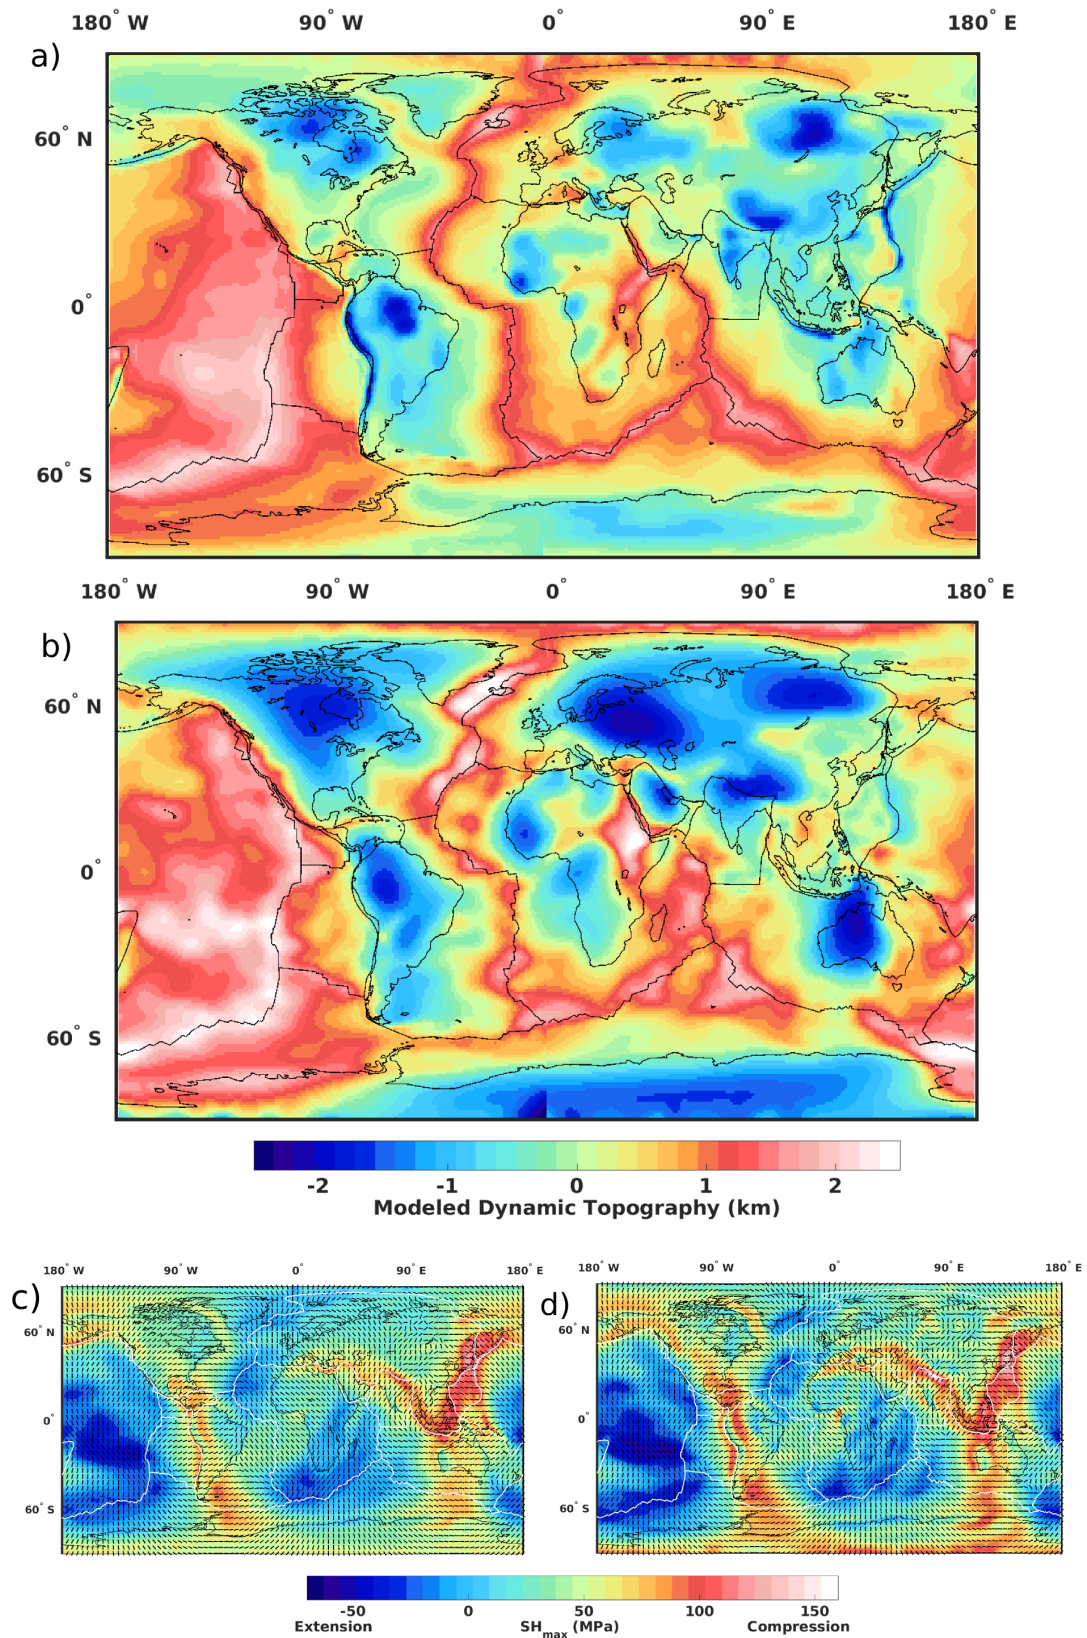 180° W 90° W 0° 90° E 180° E
a)
60° N
0°
60° S
180° W 90° W 0° 90° E 180° E
b)
60° N
0°
60° S
-2 -1 0 1 2
Modeled Dynamic Topography (km)
180° W 90° W 0° 90° E 180° E
c)
60° N
0°
60° S
180° W 90° W 0° 90° E 180° E
d)
60° N
0°
60° S
-50 0 50 100 150
Extension SHmax (MPa) Compression